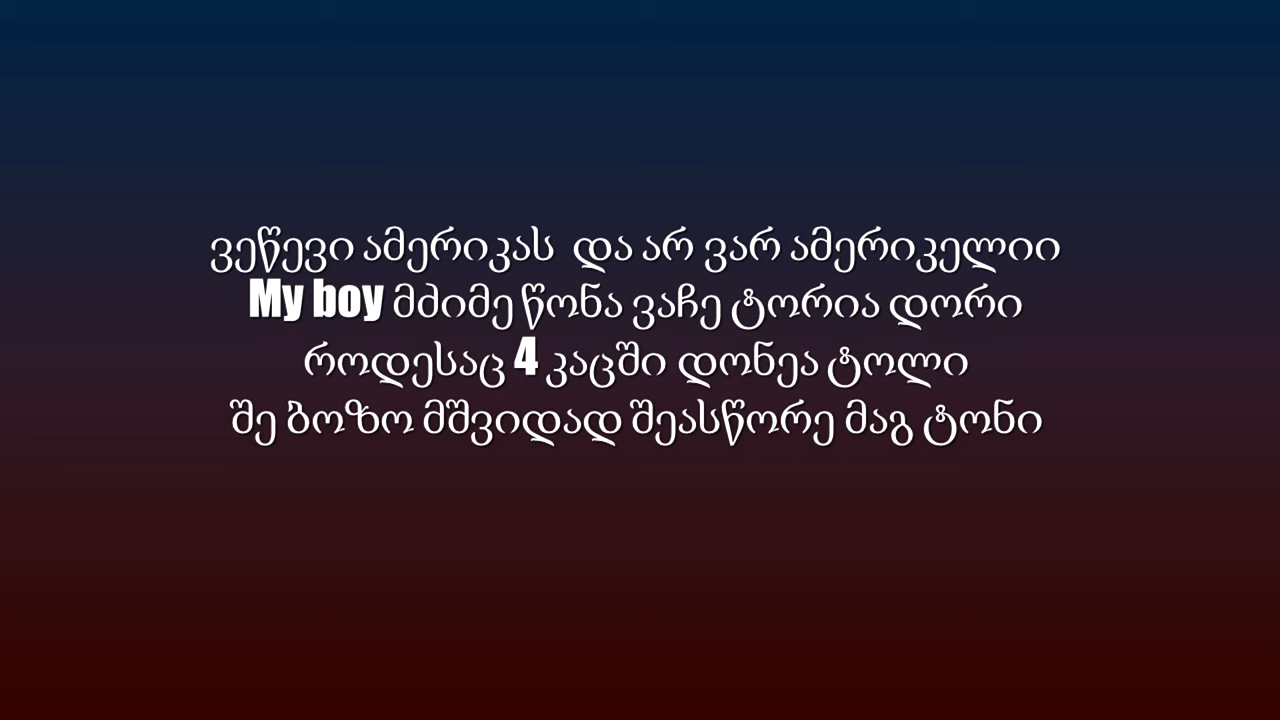 ვეწევი ამერიკას და არ ვარ ამერიკელიი
My boy მპიმე წონა ვაჩე ტორია დორი
როდესაც 4 კაცში დონეა ტოლი
შე ბოზო მშვიდად შეასწორე მაგ ტონი